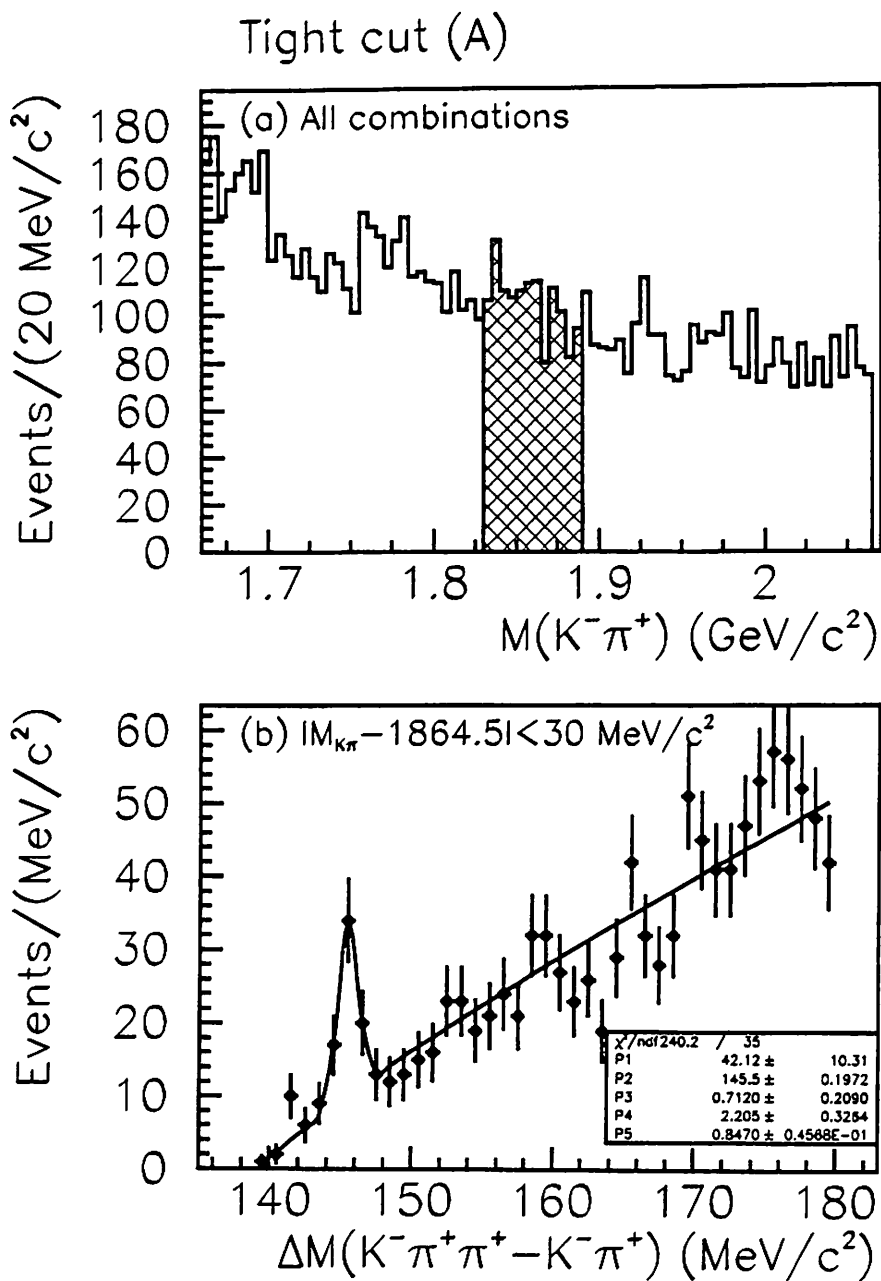 Tight cut (A)
(a) All combinations
Events/(20 MeV/c²)
180
160
140
120
100
80
60
40
20
0
1.7 1.8 1.9 2
M(K⁻π⁺) (GeV/c²)
(b) |M_Kπ−1864.5|<30 MeV/c²
Events/(MeV/c²)
60
50
40
30
20
10
0
χ²/ndf 240.2 / 35
P1 42.12 ± 10.31
P2 145.5 ± 0.1972
P3 0.7120 ± 0.2090
P4 2.205 ± 0.3264
P5 0.8470 ± 0.4568E-01
140 150 160 170 180
ΔM(K⁻π⁺π⁺−K⁻π⁺) (MeV/c²)